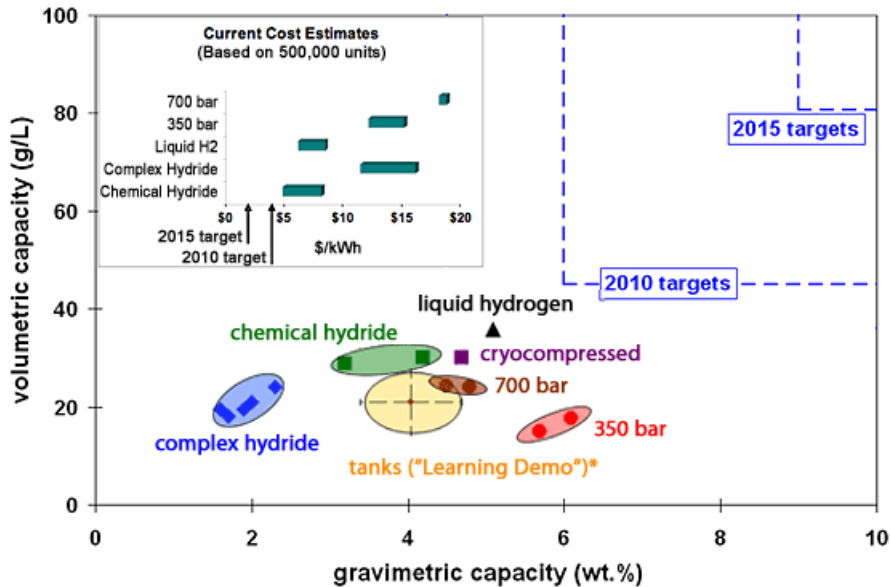 100
80
60
40
20
0
volumetric capacity (g/L)
Current Cost Estimates
(Based on 500,000 units)
700 bar
350 bar
Liquid H2
Complex Hydride
Chemical Hydride
$0
$5
$10
$15
$20
2015 target
2010 target
$/kWh
2015 targets
2010 targets
liquid hydrogen
chemical hydride
cryocompressed
700 bar
complex hydride
350 bar
tanks ("Learning Demo")*
0
2
4
6
8
10
gravimetric capacity (wt.%)